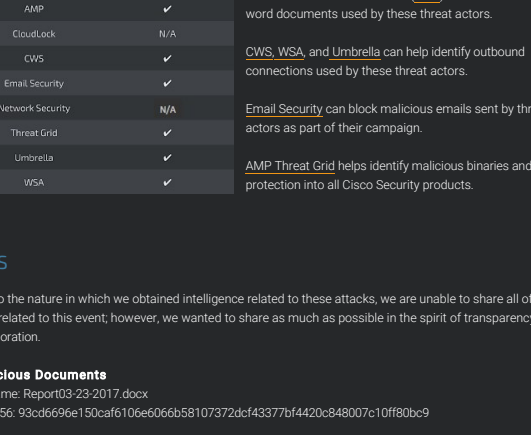 AMP ✔
word documents used by these threat actors.
CloudLock N/A
CWS ✔
CWS, WSA, and Umbrella can help identify outbound
connections used by these threat actors.
Email Security ✔
Network Security N/A
Email Security can block malicious emails sent by thr
actors as part of their campaign.
Threat Grid ✔
Umbrella ✔
WSA ✔
AMP Threat Grid helps identify malicious binaries and
protection into all Cisco Security products.
S
o the nature in which we obtained intelligence related to these attacks, we are unable to share all of
related to this event; however, we wanted to share as much as possible in the spirit of transparency
oration.
cious Documents
me: Report03-23-2017.docx
56: 93cd6696e150caf6106e6066b58107372dcf43377bf4420c848007c10ff80bc9